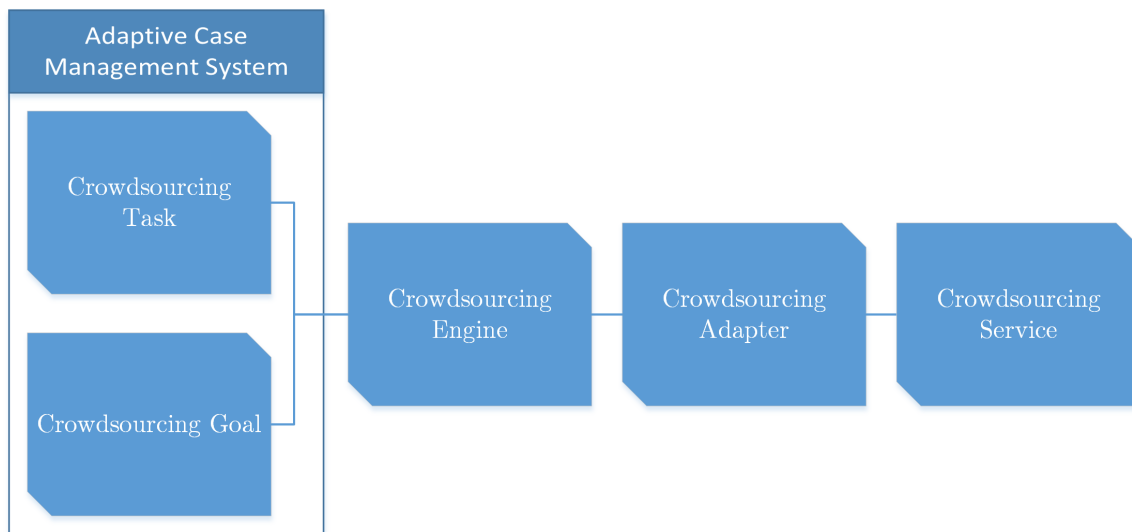 Adaptive Case
Management System
Crowdsourcing
Task
Crowdsourcing Goal
Crowdsourcing
Engine
Crowdsourcing
Adapter
Crowdsourcing
Service